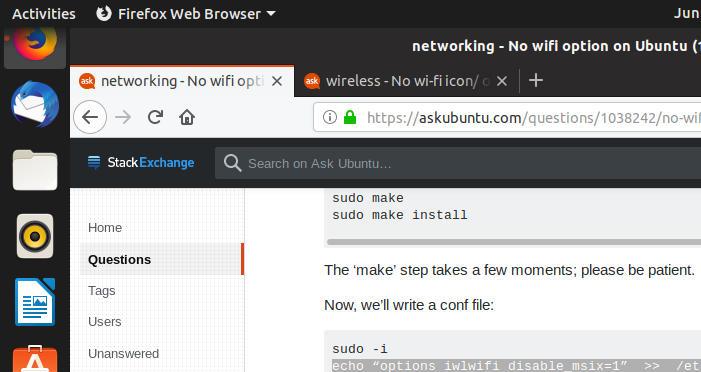 Activities Firefox Web Browser Jun
networking - No wifi option on Ubuntu (1
networking - No wifi opti
wireless - No wi-fi icon/ o
https://askubuntu.com/questions/1038242/no-wif
StackExchange
Search on Ask Ubuntu...
Home
Questions
Tags
Users
Unanswered
sudo make
sudo make install
The ‘make’ step takes a few moments; please be patient.
Now, we’ll write a conf file:
sudo -i
echo “options iwlwifi disable_msix=1” >> /et